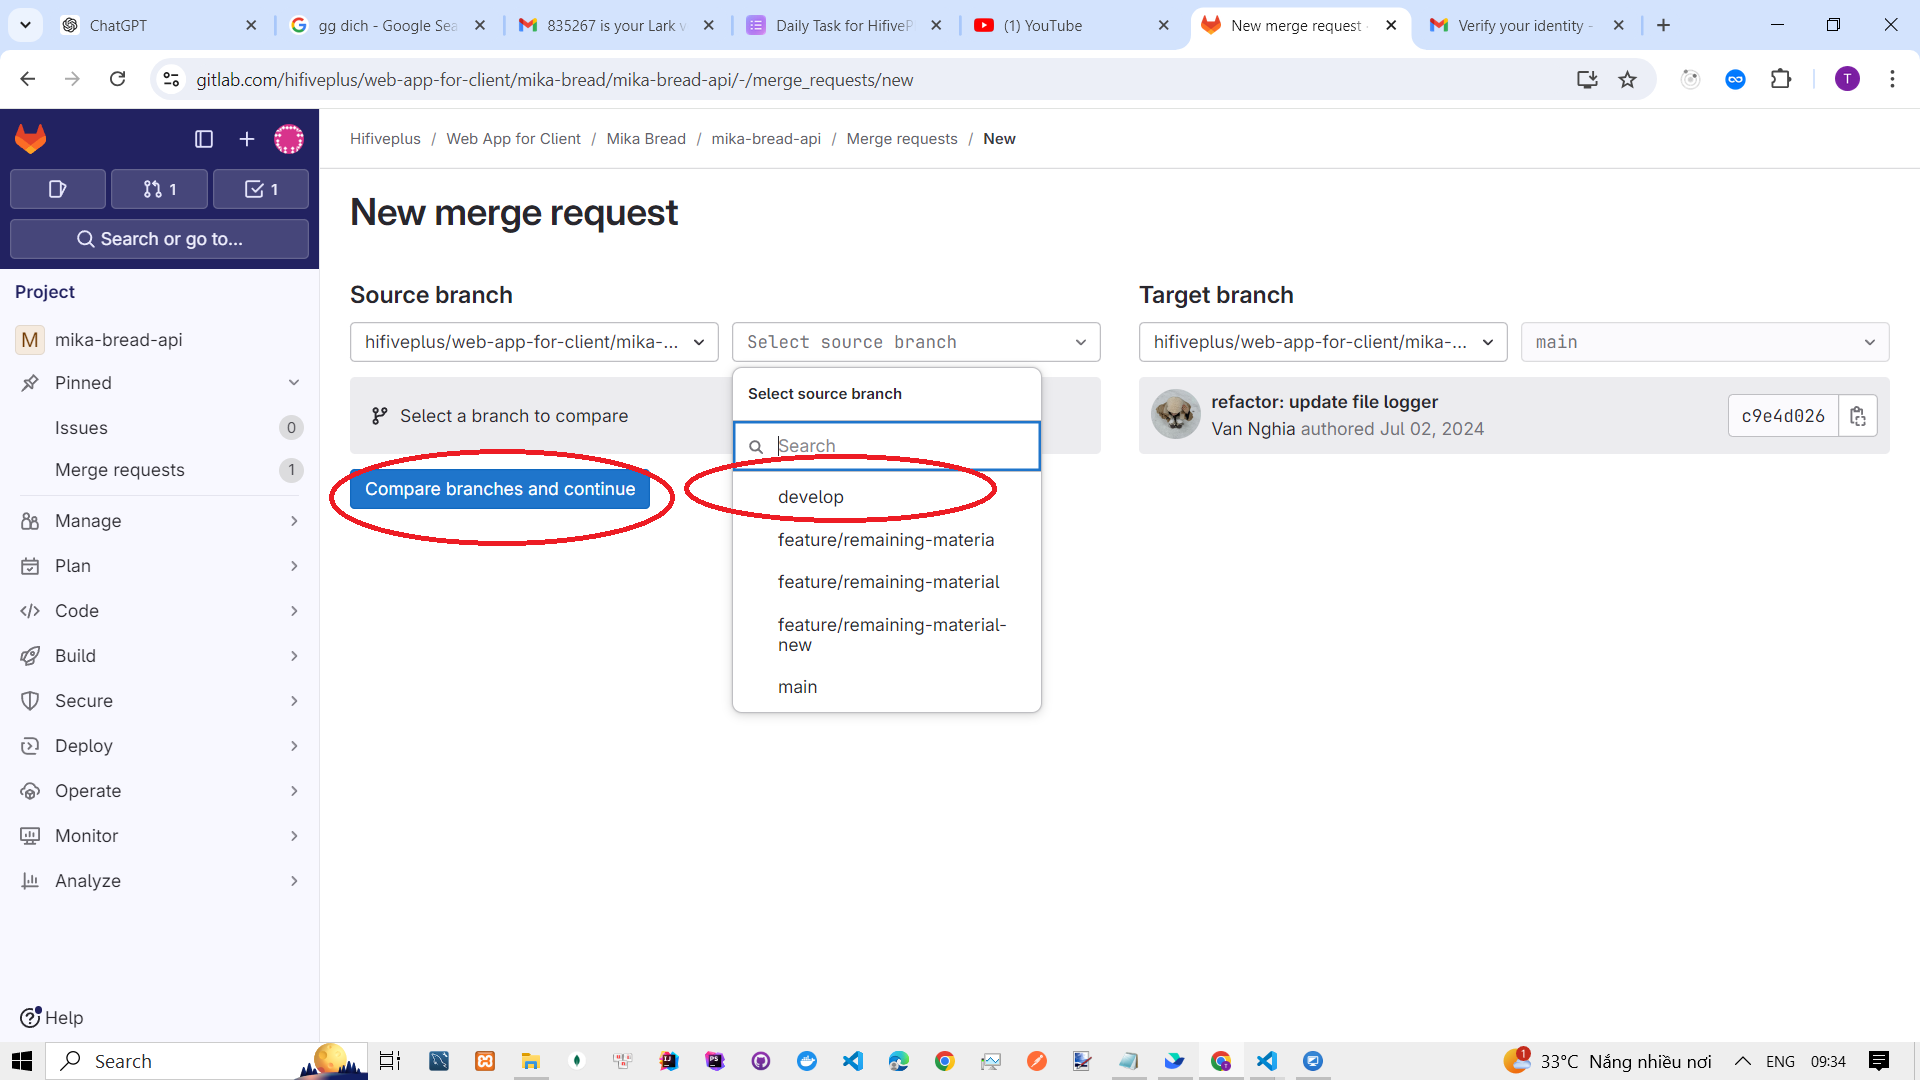 ChatGPT
gg dich - Google Sea
835267 is your Lark v
Daily Task for HifiveP
(1) YouTube
New merge request ·
Verify your identity -
gitlab.com/hifiveplus/web-app-for-client/mika-bread/mika-bread-api/-/merge_requests/new
T
1
1
Search or go to...
Project
M mika-bread-api
Pinned
Issues 0
Merge requests 1
Manage
Plan
Code
Build
Secure
Deploy
Operate
Monitor
Analyze
Help
Hifiveplus / Web App for Client / Mika Bread / mika-bread-api / Merge requests / New
New merge request
Source branch
hifiveplus/web-app-for-client/mika-...
Select source branch
Select a branch to compare
Compare branches and continue
Select source branch
Search
develop
feature/remaining-materia
feature/remaining-material
feature/remaining-material-
new
main
Target branch
hifiveplus/web-app-for-client/mika-...
main
refactor: update file logger
Van Nghia authored Jul 02, 2024
c9e4d026
Search
1
33°C Nắng nhiều nơi
ENG
09:34